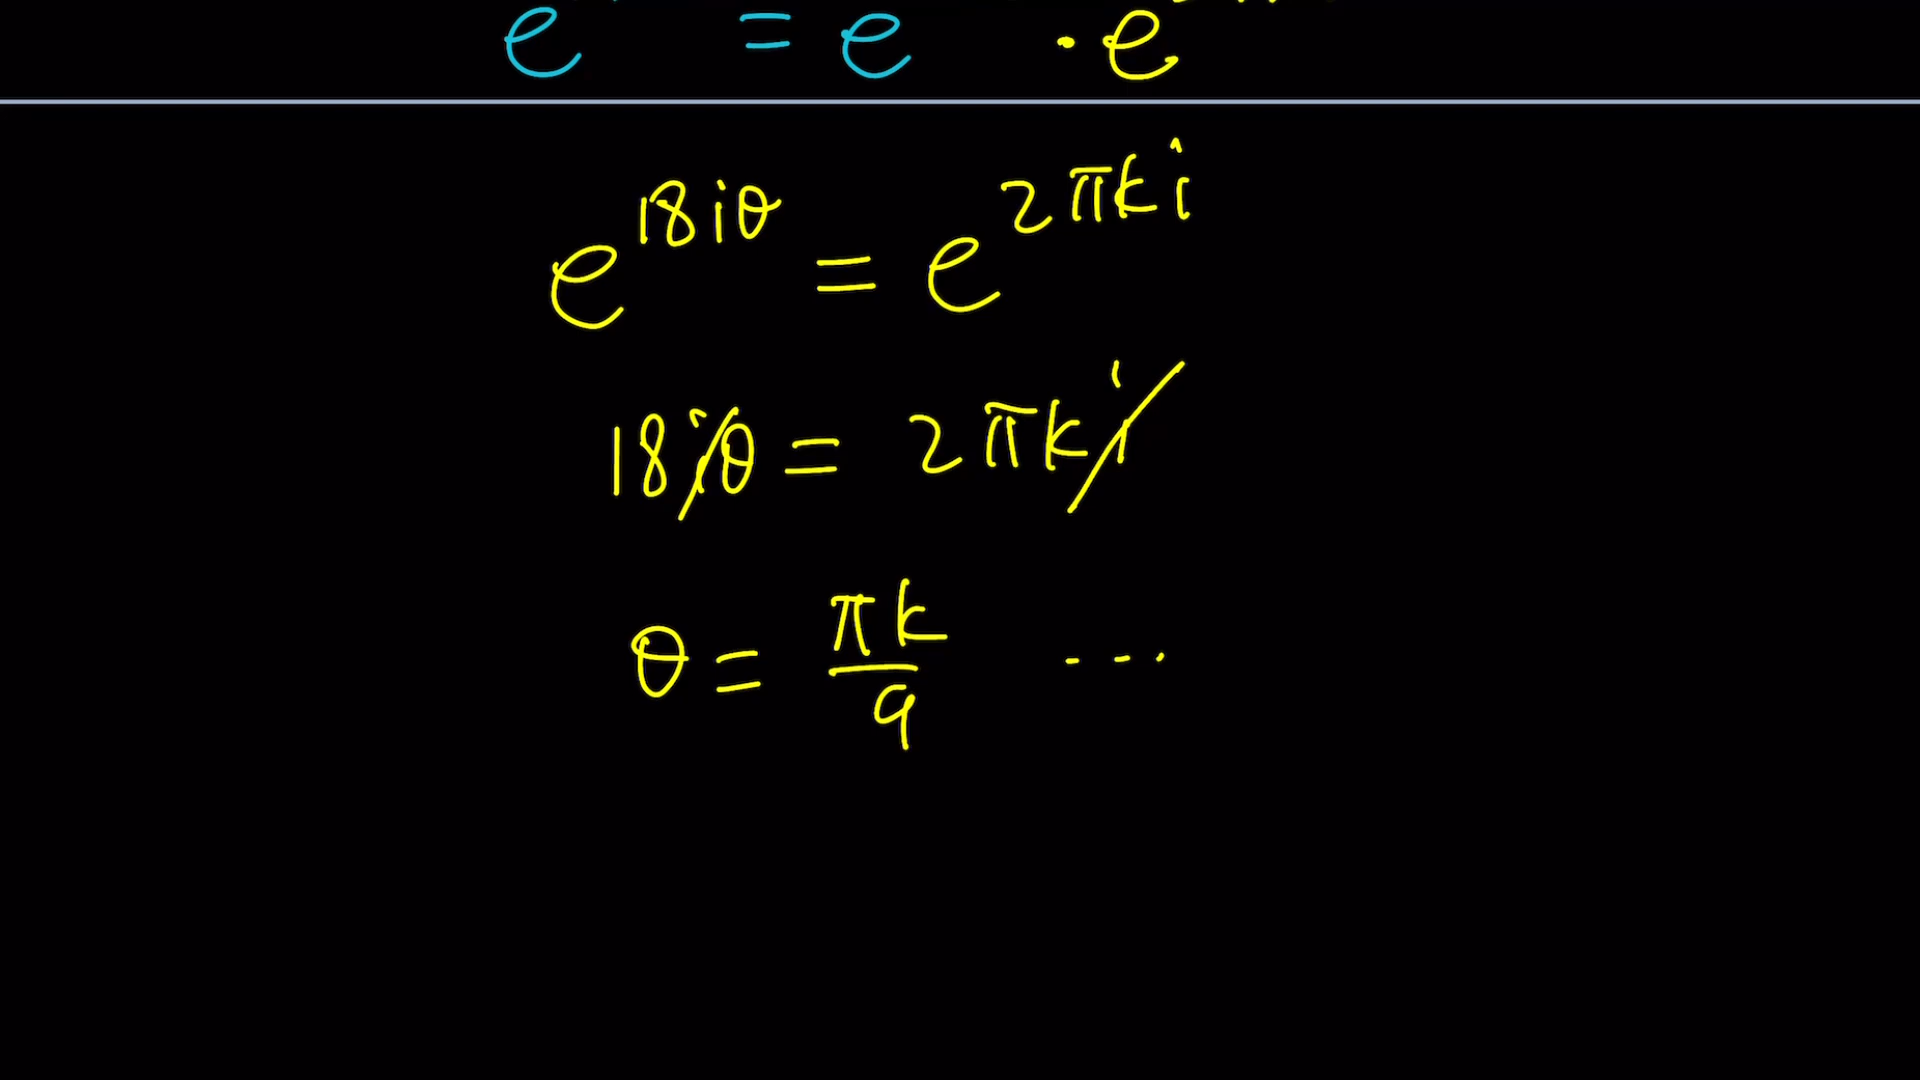 e = e · e
e^{18iθ} = e^{2πki}
18iθ = 2πki
θ = πk/9 ...